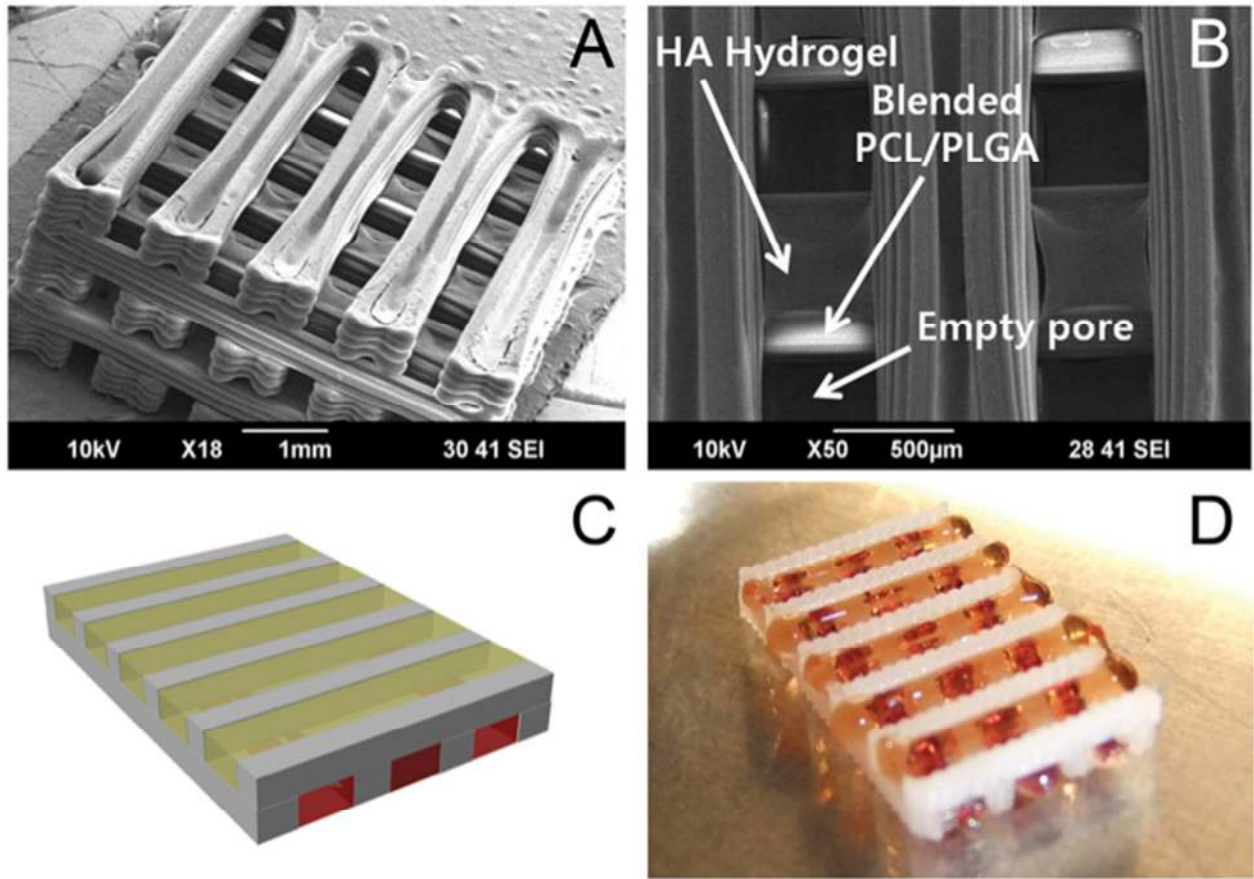 A
B
HA Hydrogel
Blended
PCL/PLGA
Empty pore
10kV X18 1mm 30 41 SEI
10kV X50 500μm 28 41 SEI
C
D